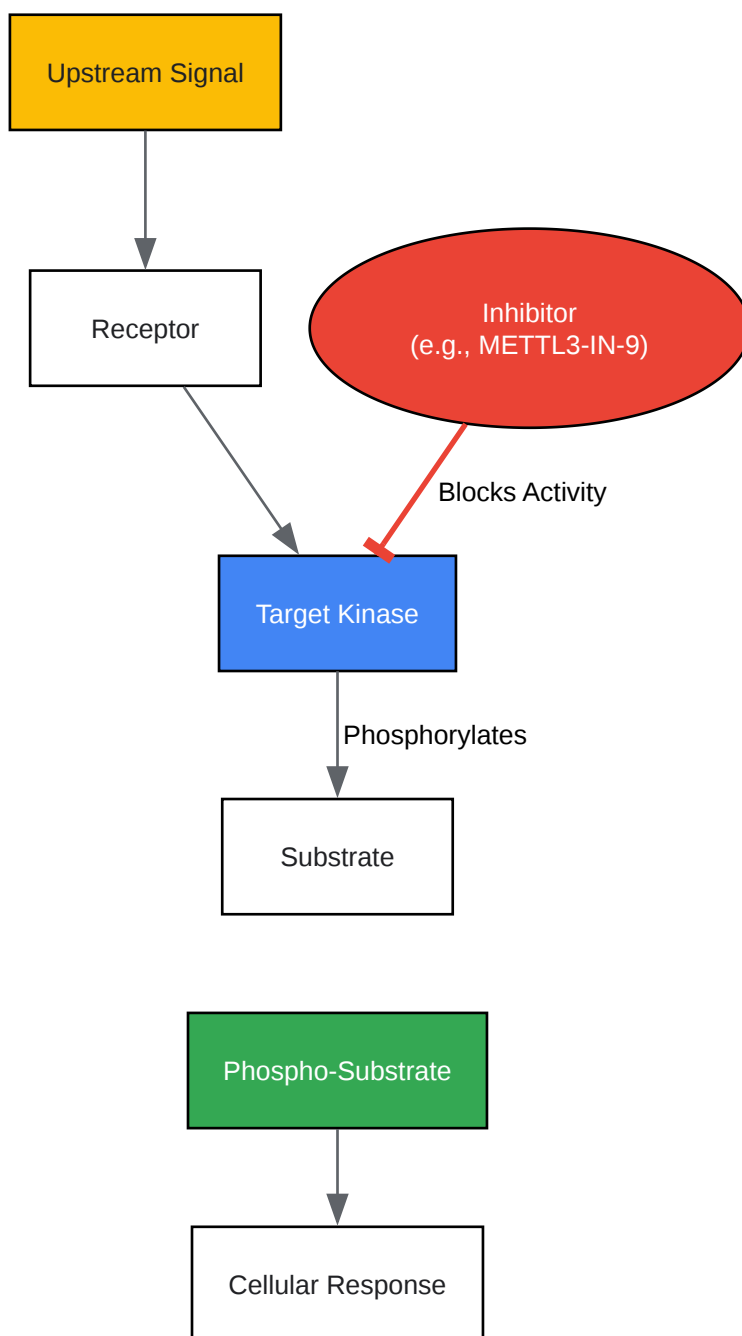 Upstream Signal
Receptor
Inhibitor
(e.g., METTL3-IN-9)
Blocks Activity
Target Kinase
Phosphorylates
Substrate
Phospho-Substrate
Cellular Response